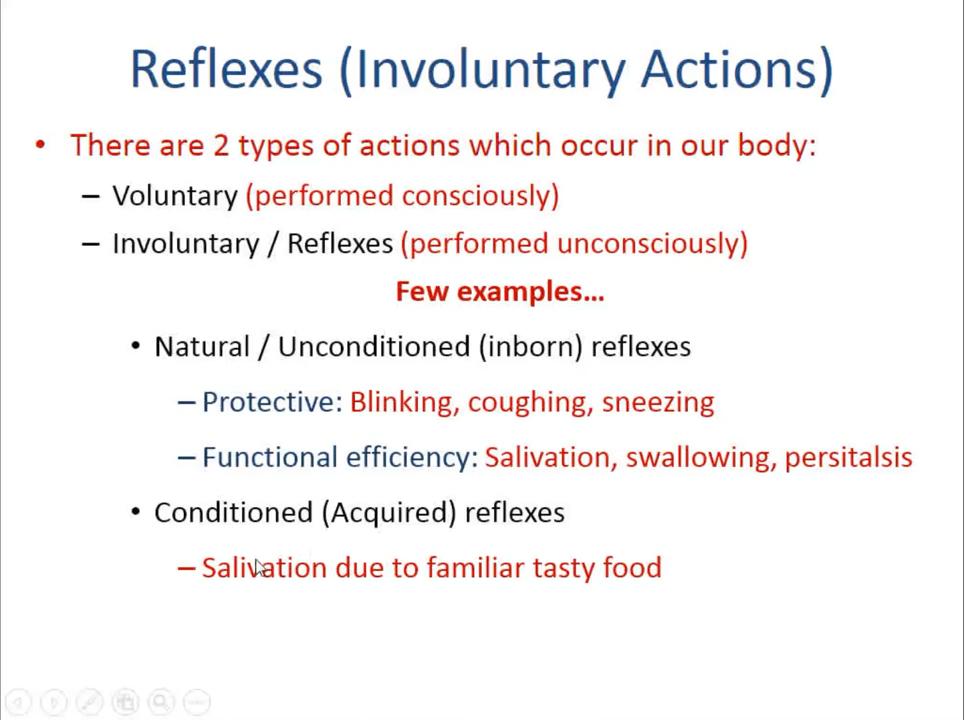 Reflexes (Involuntary Actions)
• There are 2 types of actions which occur in our body:
– Voluntary (performed consciously)
– Involuntary / Reflexes (performed unconsciously)
Few examples...
• Natural / Unconditioned (inborn) reflexes
– Protective: Blinking, coughing, sneezing
– Functional efficiency: Salivation, swallowing, persitalsis
• Conditioned (Acquired) reflexes
– Salivation due to familiar tasty food